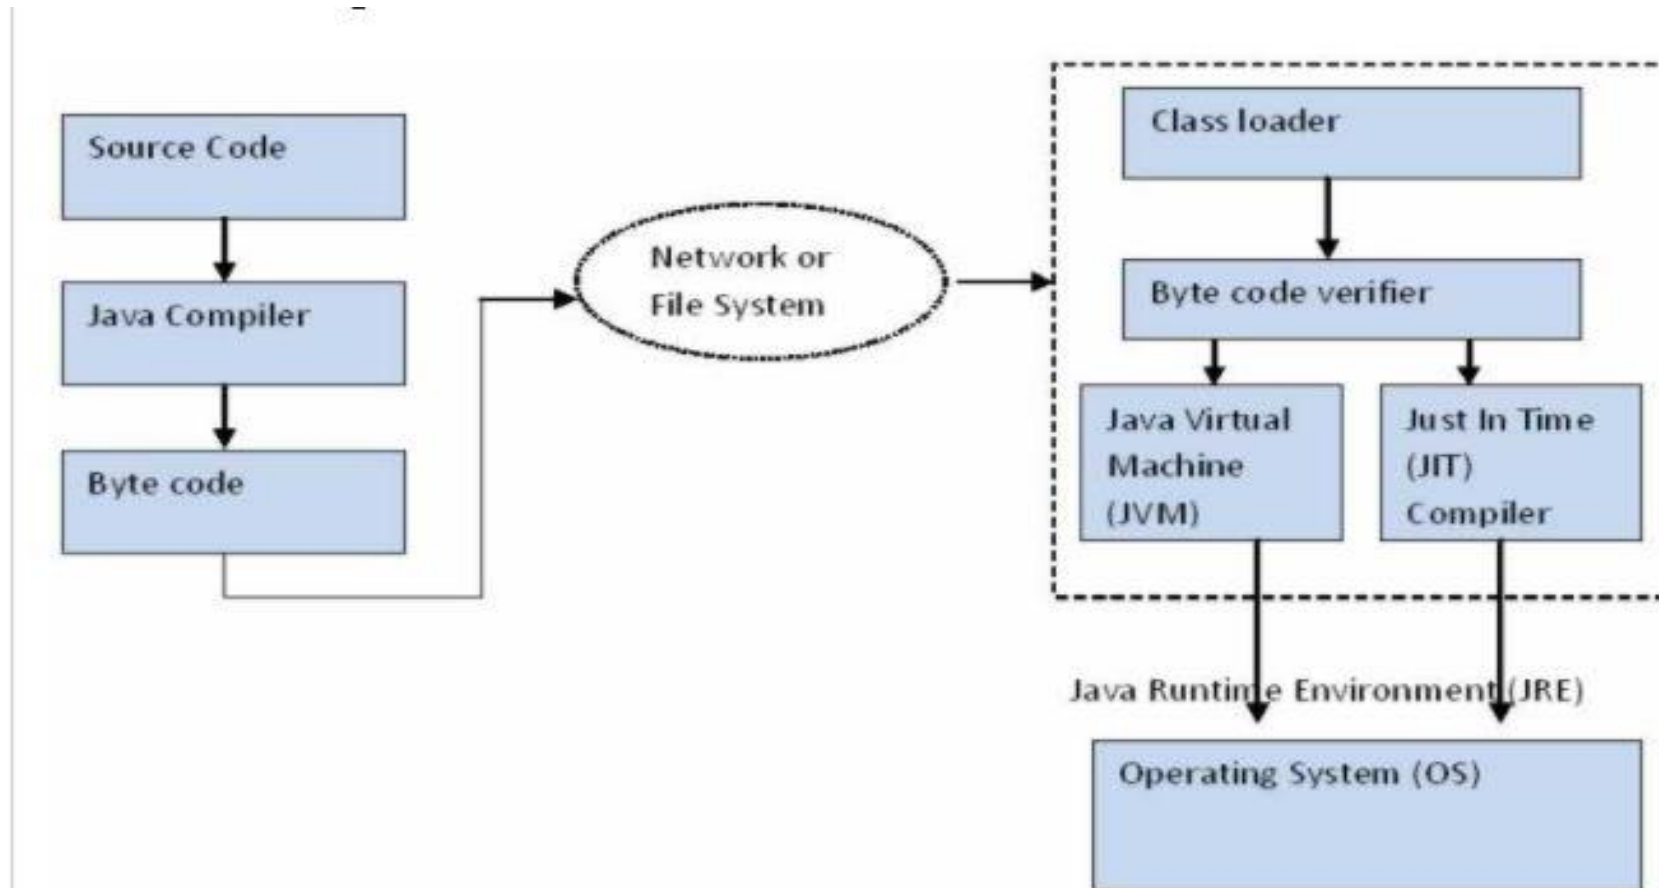 Source Code
Java Compiler
Byte code
Network or
File System
Class loader
Byte code verifier
Java Virtual
Machine
(JVM)
Just In Time
(JIT)
Compiler
Java Runtime Environment (JRE)
Operating System (OS)